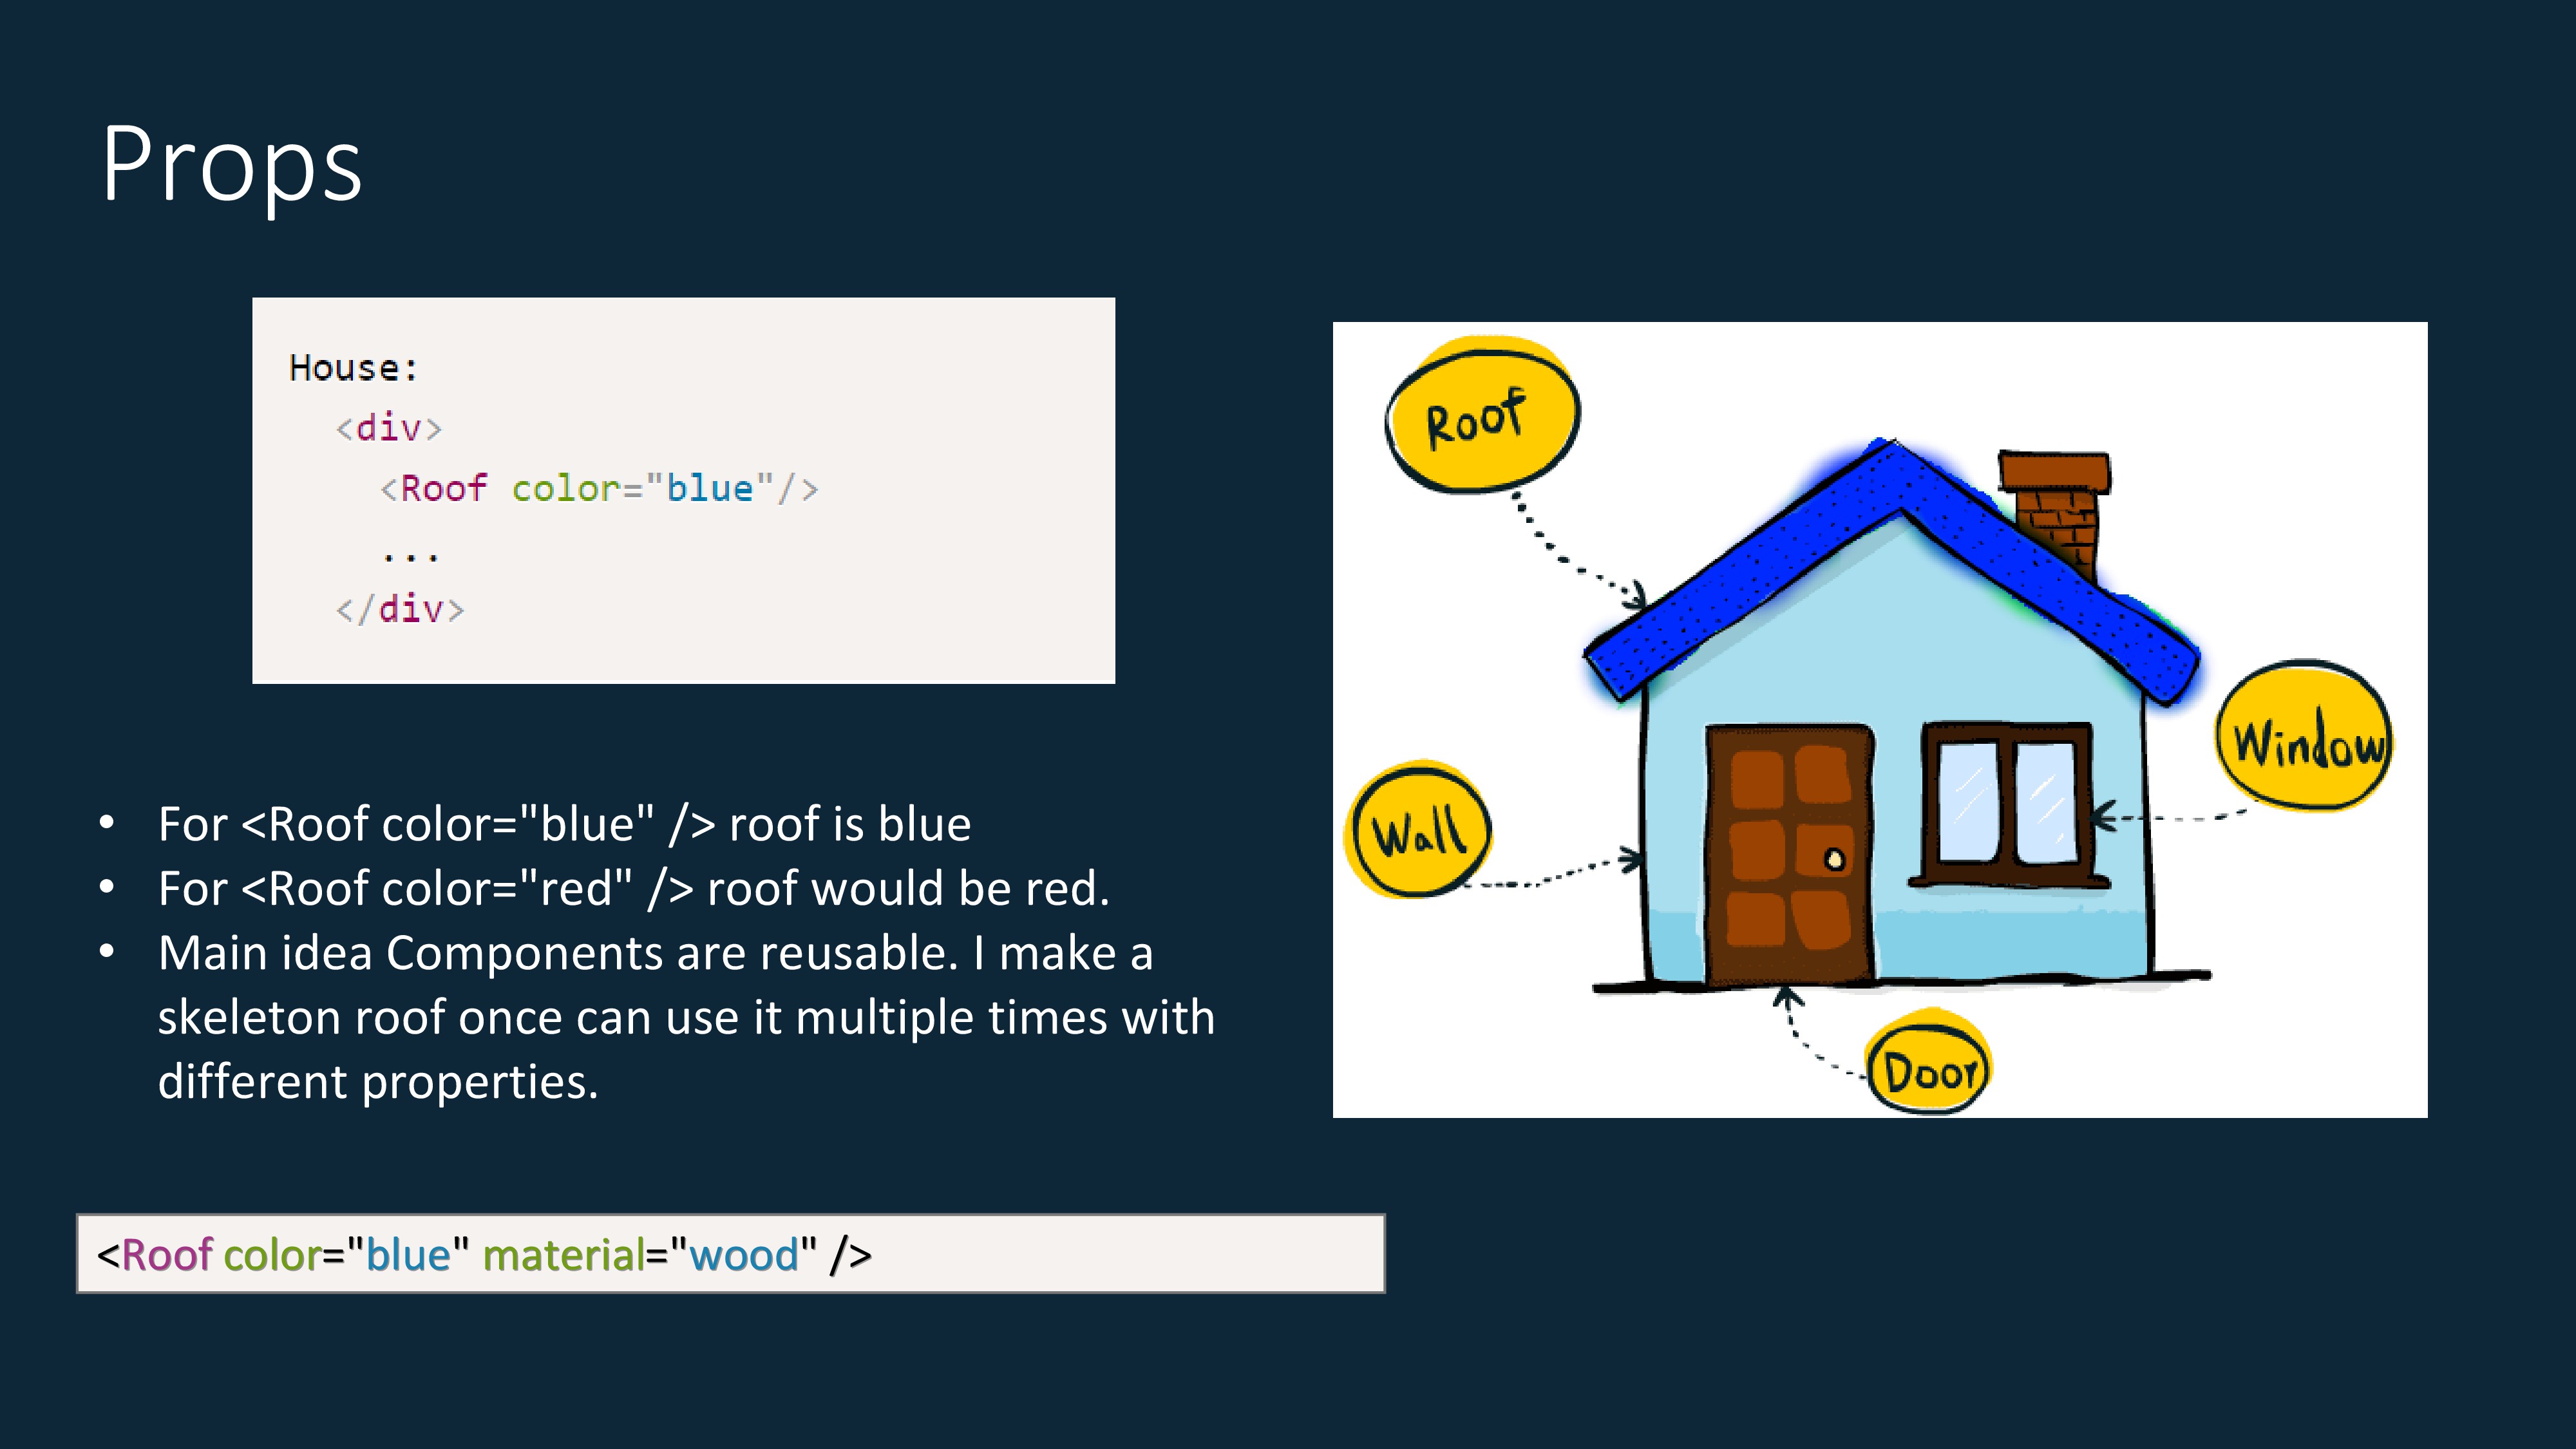 Props
House:
<div>
<Roof color="blue"/>
...
</div>
• For <Roof color="blue" /> roof is blue
• For <Roof color="red" /> roof would be red.
• Main idea Components are reusable. I make a
skeleton roof once can use it multiple times with
different properties.
<Roof color="blue" material="wood" />
Roof
Window
Wall
Door